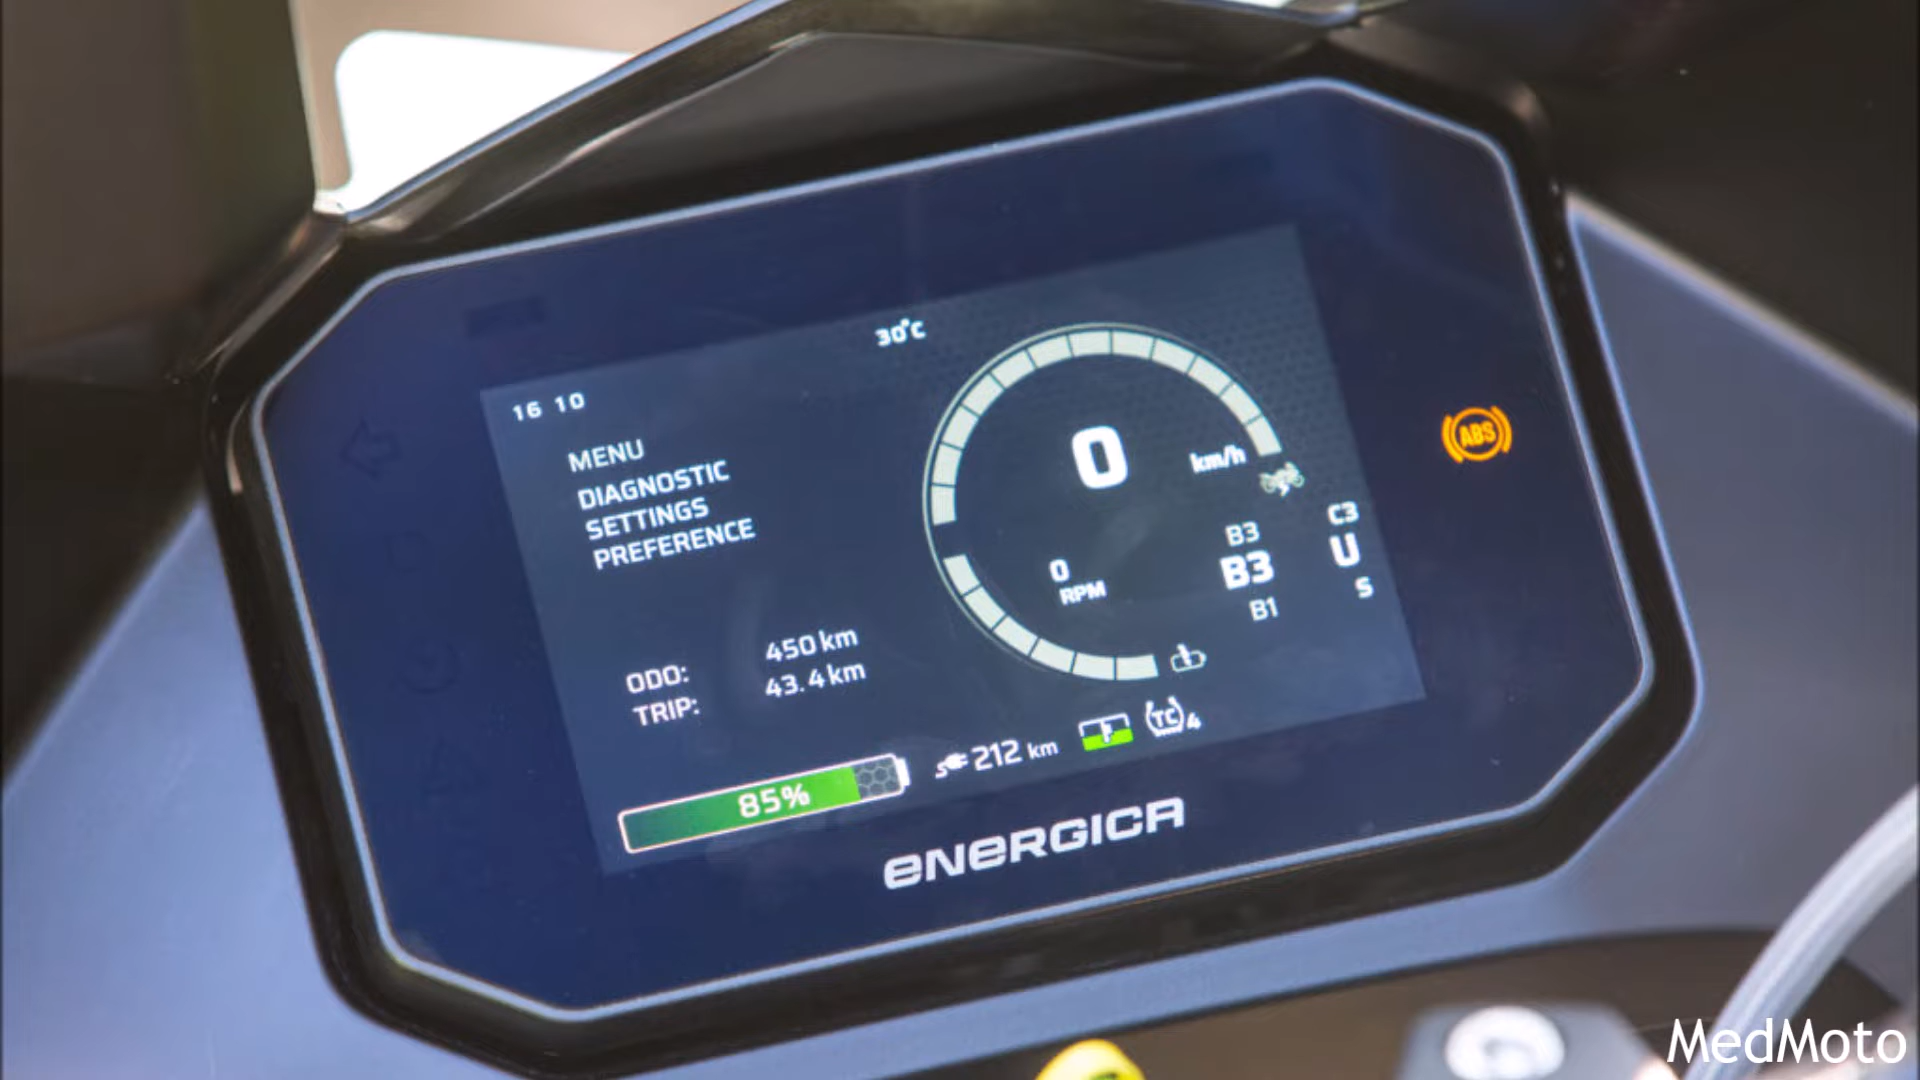 30°C
16 10
MENU
DIAGNOSTIC
SETTINGS
PREFERENCE
0
km/h
0
RPM
B3
B3
B1
C3
U
S
ABS
ODO: 450 km
TRIP: 43.4 km
85%
212 km
TC 4
ENERGICA
MedMoto